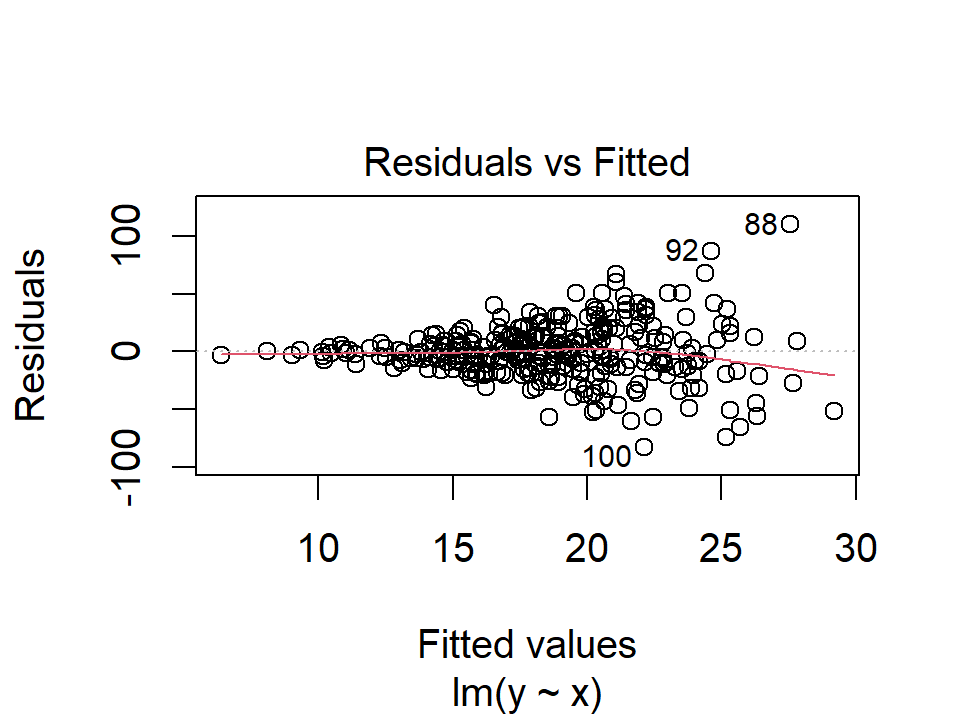 Residuals vs Fitted
Residuals
100
0
-100
88
92
100
10 15 20 25 30
Fitted values
lm(y ~ x)